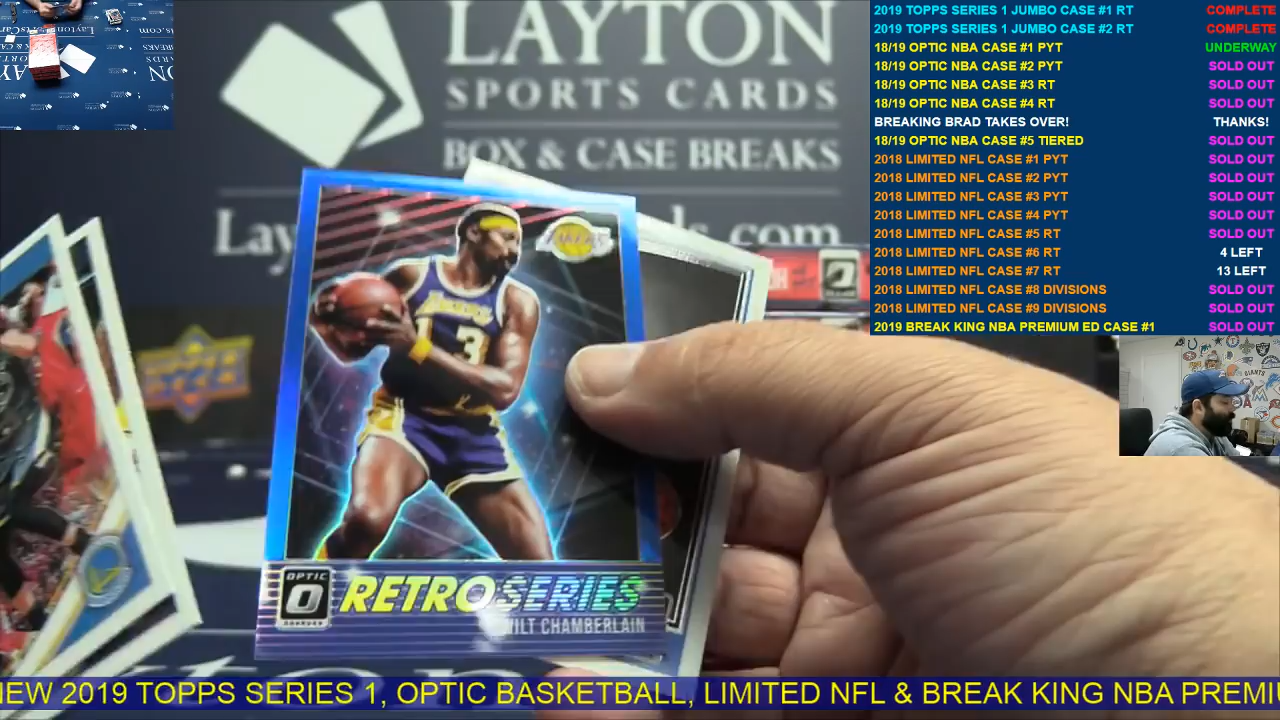 LAYTON
SPORTS CARDS
BOX & CASE BREAKS
LAKERS
13
OPTIC
RETRO SERIES
WILT CHAMBERLAIN
2019 TOPPS SERIES 1 JUMBO CASE #1 RT COMPLETE
2019 TOPPS SERIES 1 JUMBO CASE #2 RT COMPLETE
18/19 OPTIC NBA CASE #1 PYT UNDERWAY
18/19 OPTIC NBA CASE #2 PYT SOLD OUT
18/19 OPTIC NBA CASE #3 RT SOLD OUT
18/19 OPTIC NBA CASE #4 RT SOLD OUT
BREAKING BRAD TAKES OVER! THANKS!
18/19 OPTIC NBA CASE #5 TIERED SOLD OUT
2018 LIMITED NFL CASE #1 PYT SOLD OUT
2018 LIMITED NFL CASE #2 PYT SOLD OUT
2018 LIMITED NFL CASE #3 PYT SOLD OUT
2018 LIMITED NFL CASE #4 PYT SOLD OUT
2018 LIMITED NFL CASE #5 RT SOLD OUT
2018 LIMITED NFL CASE #6 RT 4 LEFT
2018 LIMITED NFL CASE #7 RT 13 LEFT
2018 LIMITED NFL CASE #8 DIVISIONS SOLD OUT
2018 LIMITED NFL CASE #9 DIVISIONS SOLD OUT
2019 BREAK KING NBA PREMIUM ED CASE #1 SOLD OUT
NEW 2019 TOPPS SERIES 1, OPTIC BASKETBALL, LIMITED NFL & BREAK KING NBA PREMIU